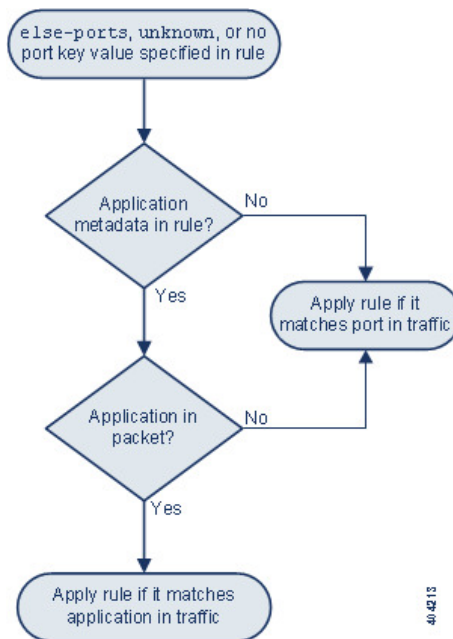 else-ports, unknown, or no
port key value specified in rule
Application
metadata in rule?
No
Yes
Apply rule if it
matches port in traffic
Application in
packet?
No
Yes
Apply rule if it matches
application in traffic
404213